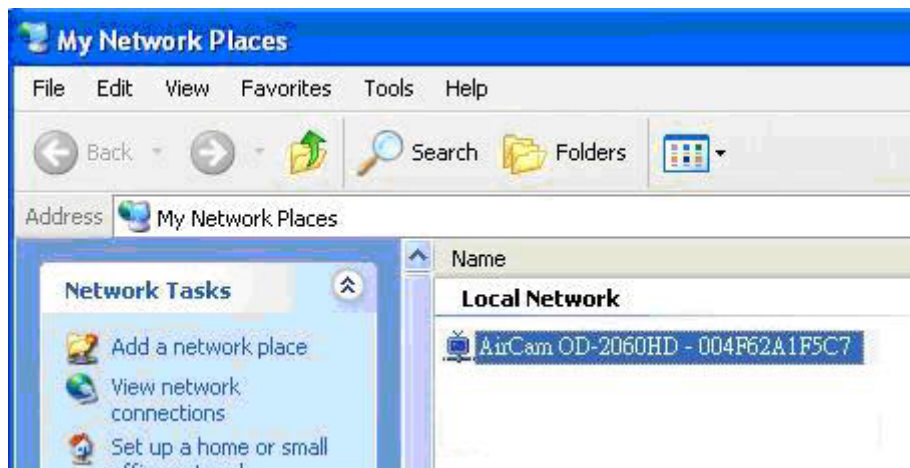 My Network Places
File Edit View Favorites Tools Help
Back Search Folders
Address My Network Places
Name
Network Tasks
Local Network
Add a network place
AirCam OD-2060HD - 004F62A1F5C7
View network
connections
Set up a home or small